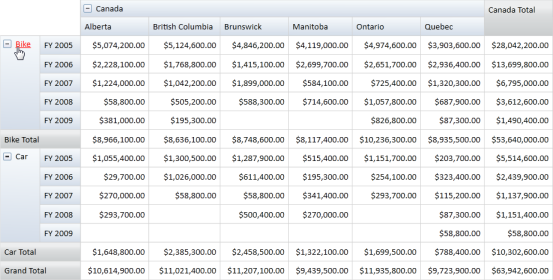 Canada Canada Total
Alberta British Columbia Brunswick Manitoba Ontario Quebec
Bike FY 2005 $5,074,200.00 $5,124,600.00 $4,846,200.00 $4,119,000.00 $4,974,600.00 $3,903,600.00 $28,042,200.00
FY 2006 $2,228,100.00 $1,768,800.00 $1,415,100.00 $2,699,700.00 $2,651,700.00 $2,936,400.00 $13,699,800.00
FY 2007 $1,224,000.00 $1,042,200.00 $1,899,000.00 $584,100.00 $725,400.00 $1,320,300.00 $6,795,000.00
FY 2008 $58,800.00 $505,200.00 $588,300.00 $714,600.00 $1,057,800.00 $687,900.00 $3,612,600.00
FY 2009 $381,000.00 $195,300.00 $826,800.00 $87,300.00 $1,490,400.00
Bike Total $8,966,100.00 $8,636,100.00 $8,748,600.00 $8,117,400.00 $10,236,300.00 $8,935,500.00 $53,640,000.00
Car FY 2005 $1,055,400.00 $1,300,500.00 $1,287,900.00 $515,400.00 $1,151,700.00 $203,700.00 $5,514,600.00
FY 2006 $29,700.00 $1,026,000.00 $611,400.00 $195,300.00 $254,100.00 $323,400.00 $2,439,900.00
FY 2007 $270,000.00 $58,800.00 $58,800.00 $341,400.00 $293,700.00 $115,200.00 $1,137,900.00
FY 2008 $293,700.00 $500,400.00 $270,000.00 $87,300.00 $1,151,400.00
FY 2009 $58,800.00 $58,800.00
Car Total $1,648,800.00 $2,385,300.00 $2,458,500.00 $1,322,100.00 $1,699,500.00 $788,400.00 $10,302,600.00
Grand Total $10,614,900.00 $11,021,400.00 $11,207,100.00 $9,439,500.00 $11,935,800.00 $9,723,900.00 $63,942,600.00